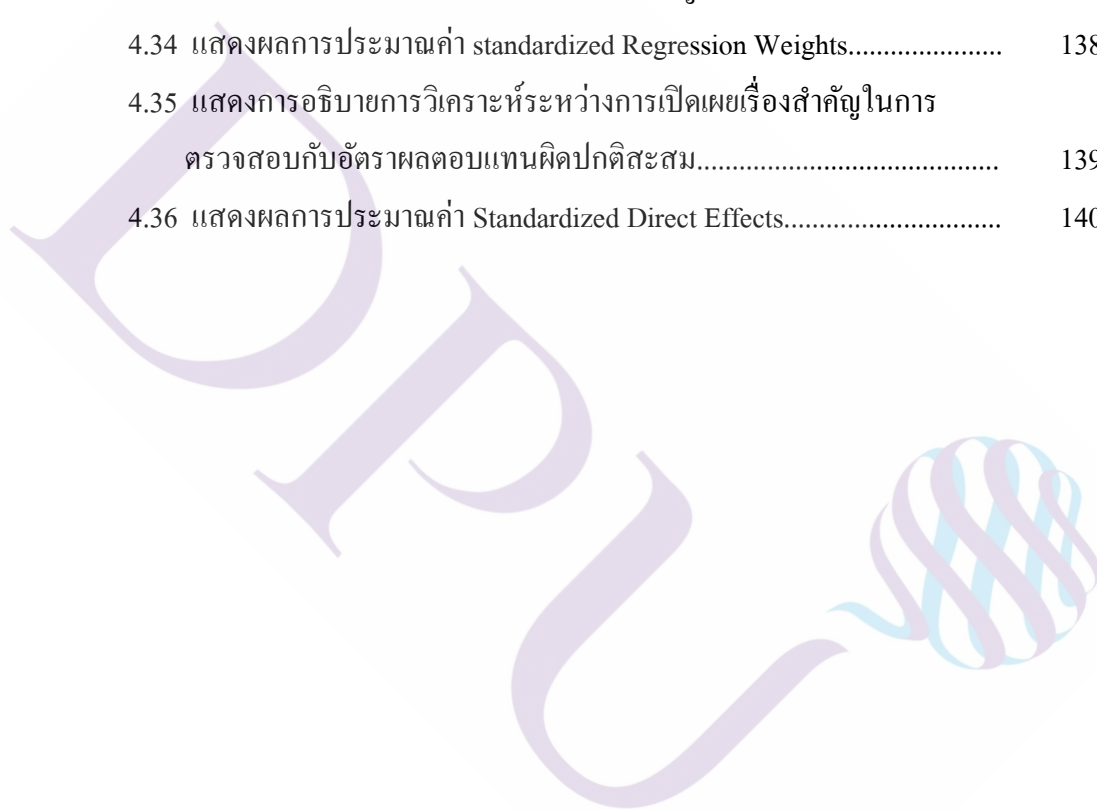 4.34 แสดงผลการประมาณค่า standardized Regression Weights...................... 138
4.35 แสดงการอธิบายการวิเคราะห์ระหว่างการเปิดเผยเรื่องสำคัญในการ
ตรวจสอบกับอัตราผลตอบแทนผิดปกติสะสม.......................................... 139
4.36 แสดงผลการประมาณค่า Standardized Direct Effects............................... 140
DPU